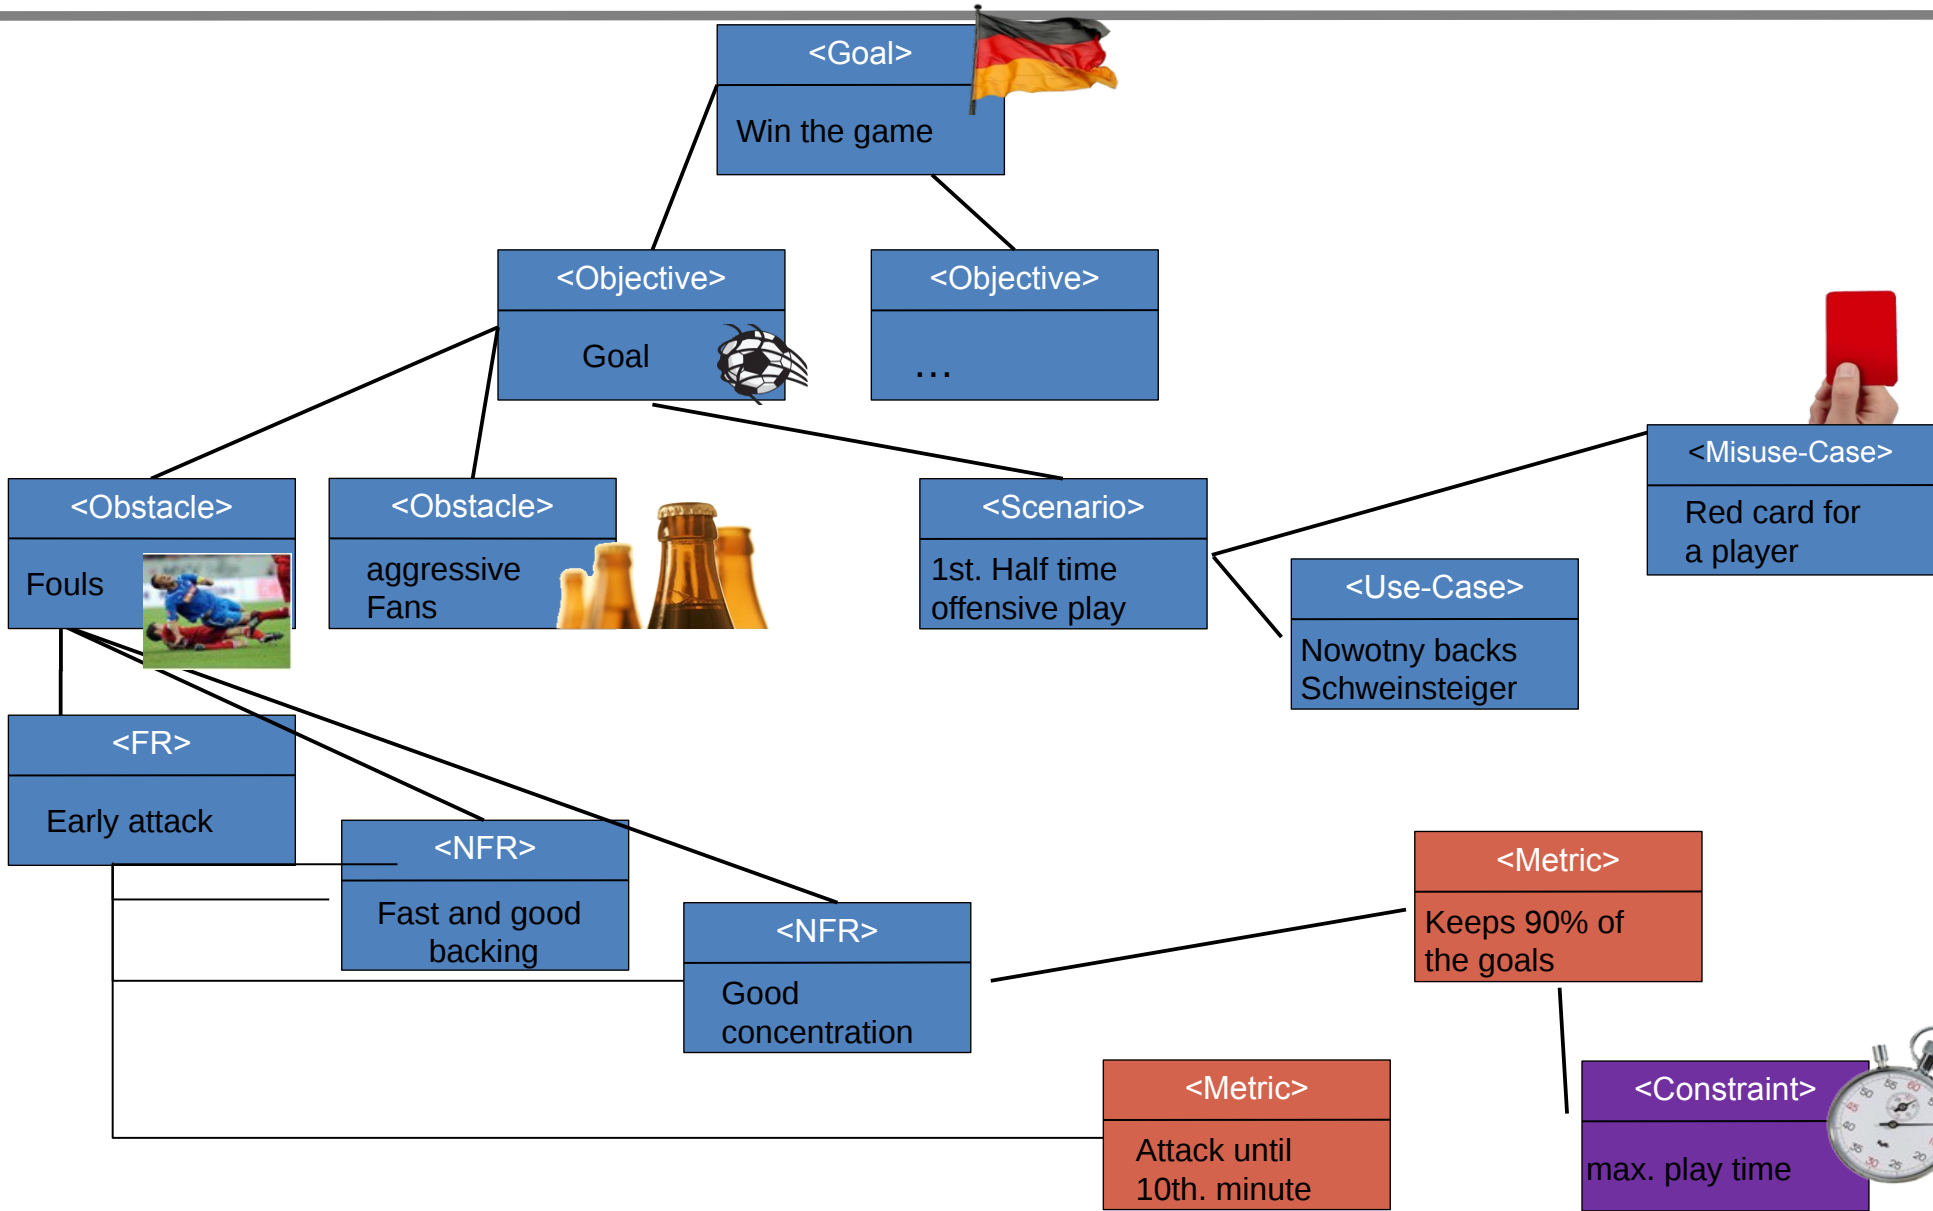 <Goal>
Win the game
<Objective>
Goal
<Objective>
...
<Obstacle>
Fouls
<Obstacle>
aggressive
Fans
<Scenario>
1st. Half time
offensive play
<Misuse-Case>
Red card for
a player
<Use-Case>
Nowotny backs
Schweinsteiger
<FR>
Early attack
<NFR>
Fast and good
backing
<NFR>
Good
concentration
<Metric>
Keeps 90% of
the goals
<Metric>
Attack until
10th. minute
<Constraint>
max. play time